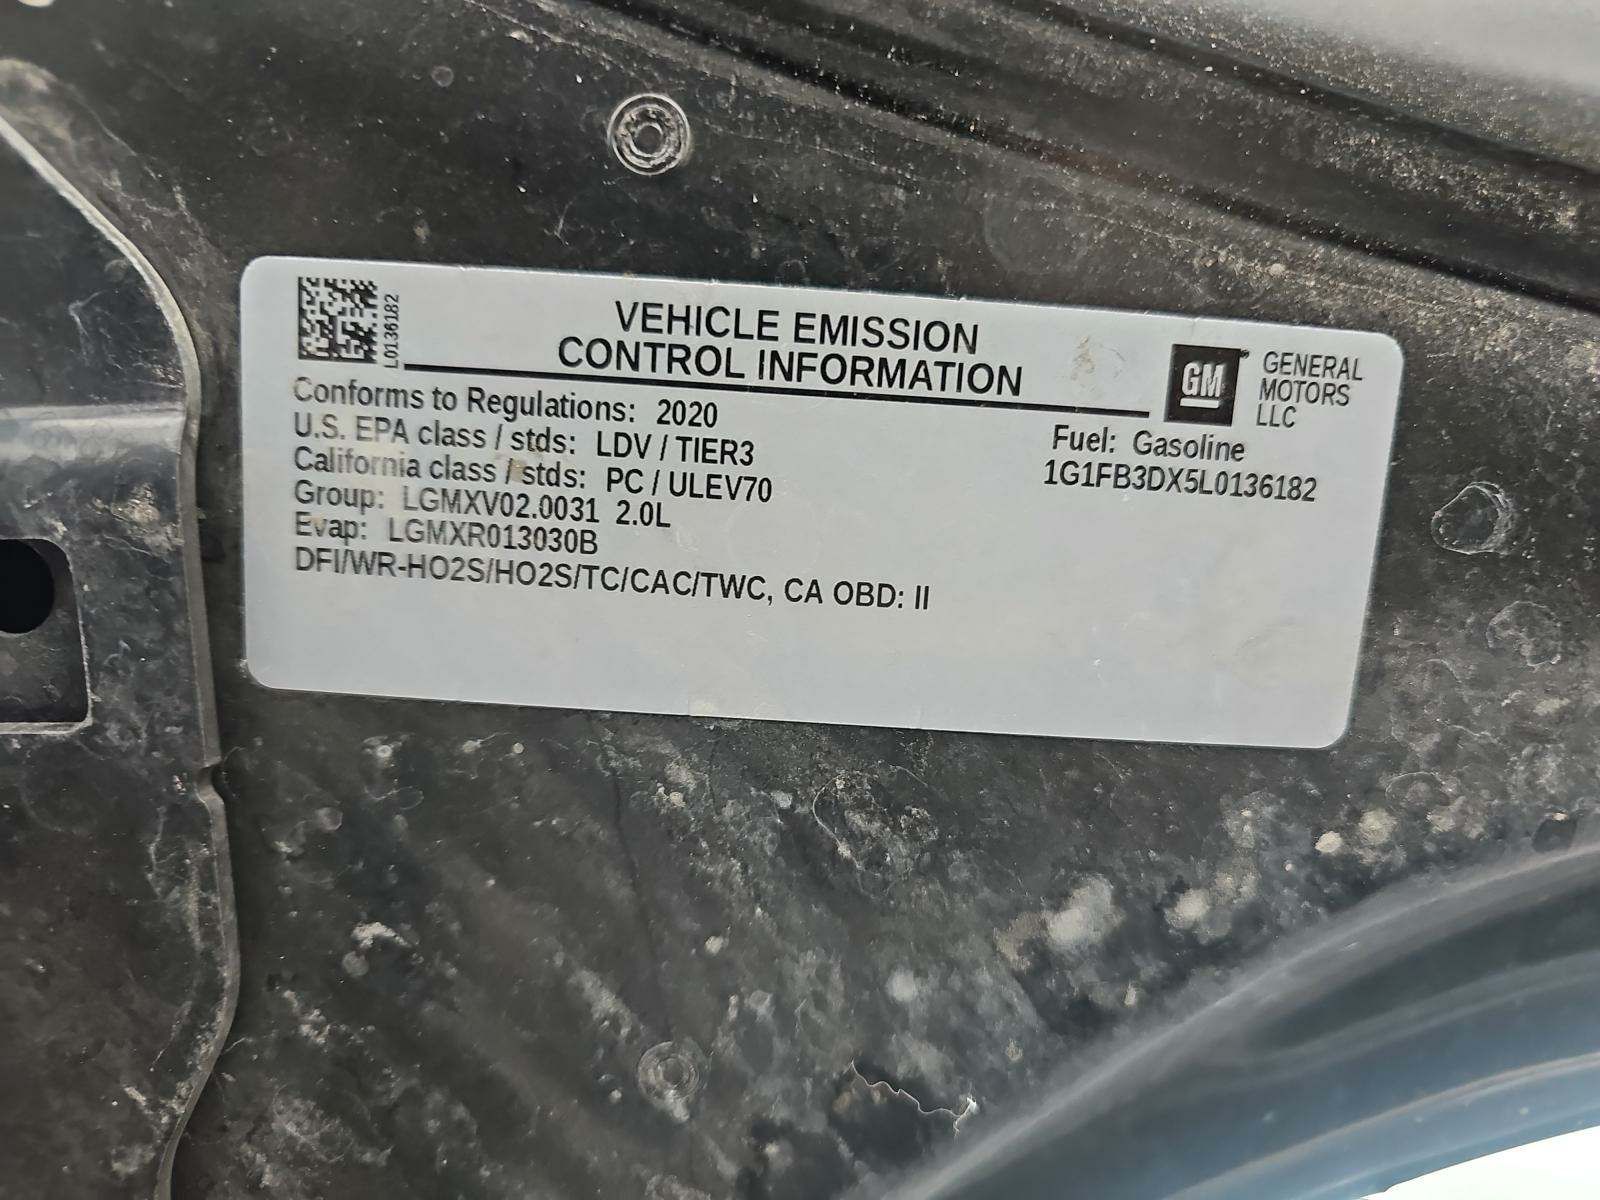 L0136182
VEHICLE EMISSION
CONTROL INFORMATION
GM
GENERAL
MOTORS
LLC
Conforms to Regulations: 2020
U.S. EPA class / stds: LDV / TIER3
California class / stds: PC / ULEV70
Group: LGMXV02.0031 2.0L
Evap: LGMXR013030B
DFI/WR-HO2S/HO2S/TC/CAC/TWC, CA OBD: II
Fuel: Gasoline
1G1FB3DX5L0136182